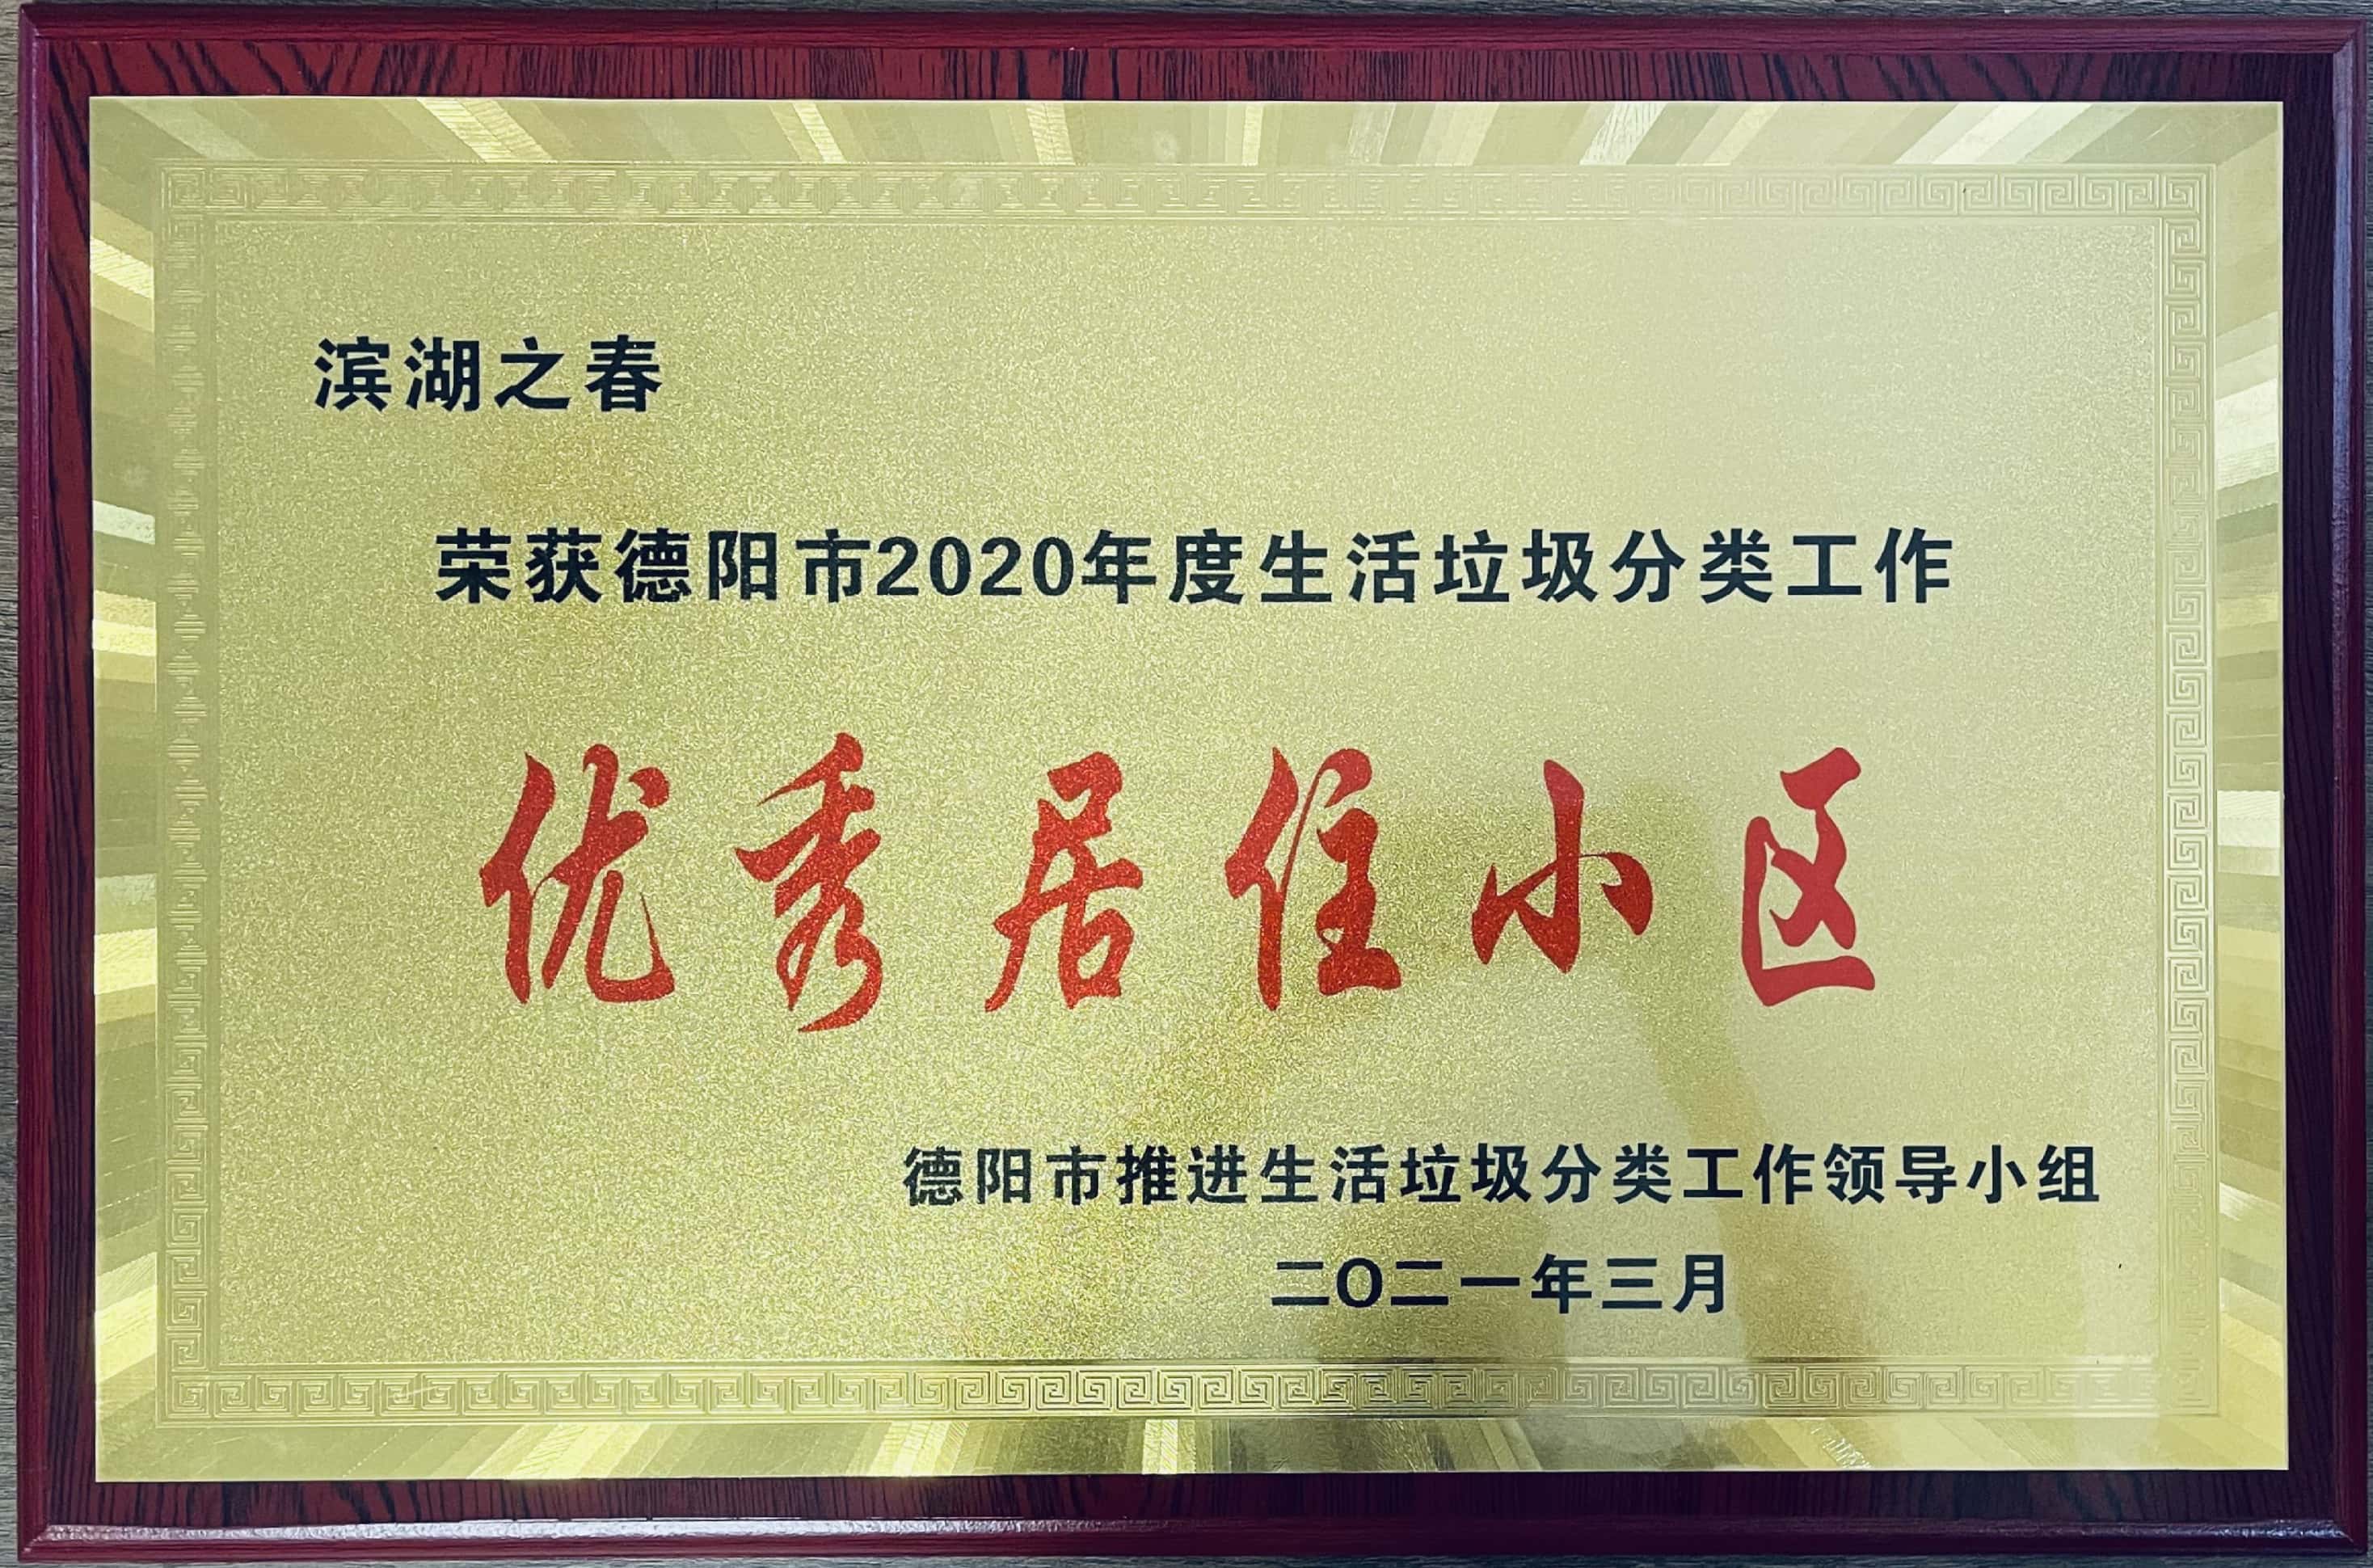 滨湖之春
荣获德阳市2020年度生活垃圾分类工作
优秀居住小区
德阳市推进生活垃圾分类工作领导小组
二〇二一年三月